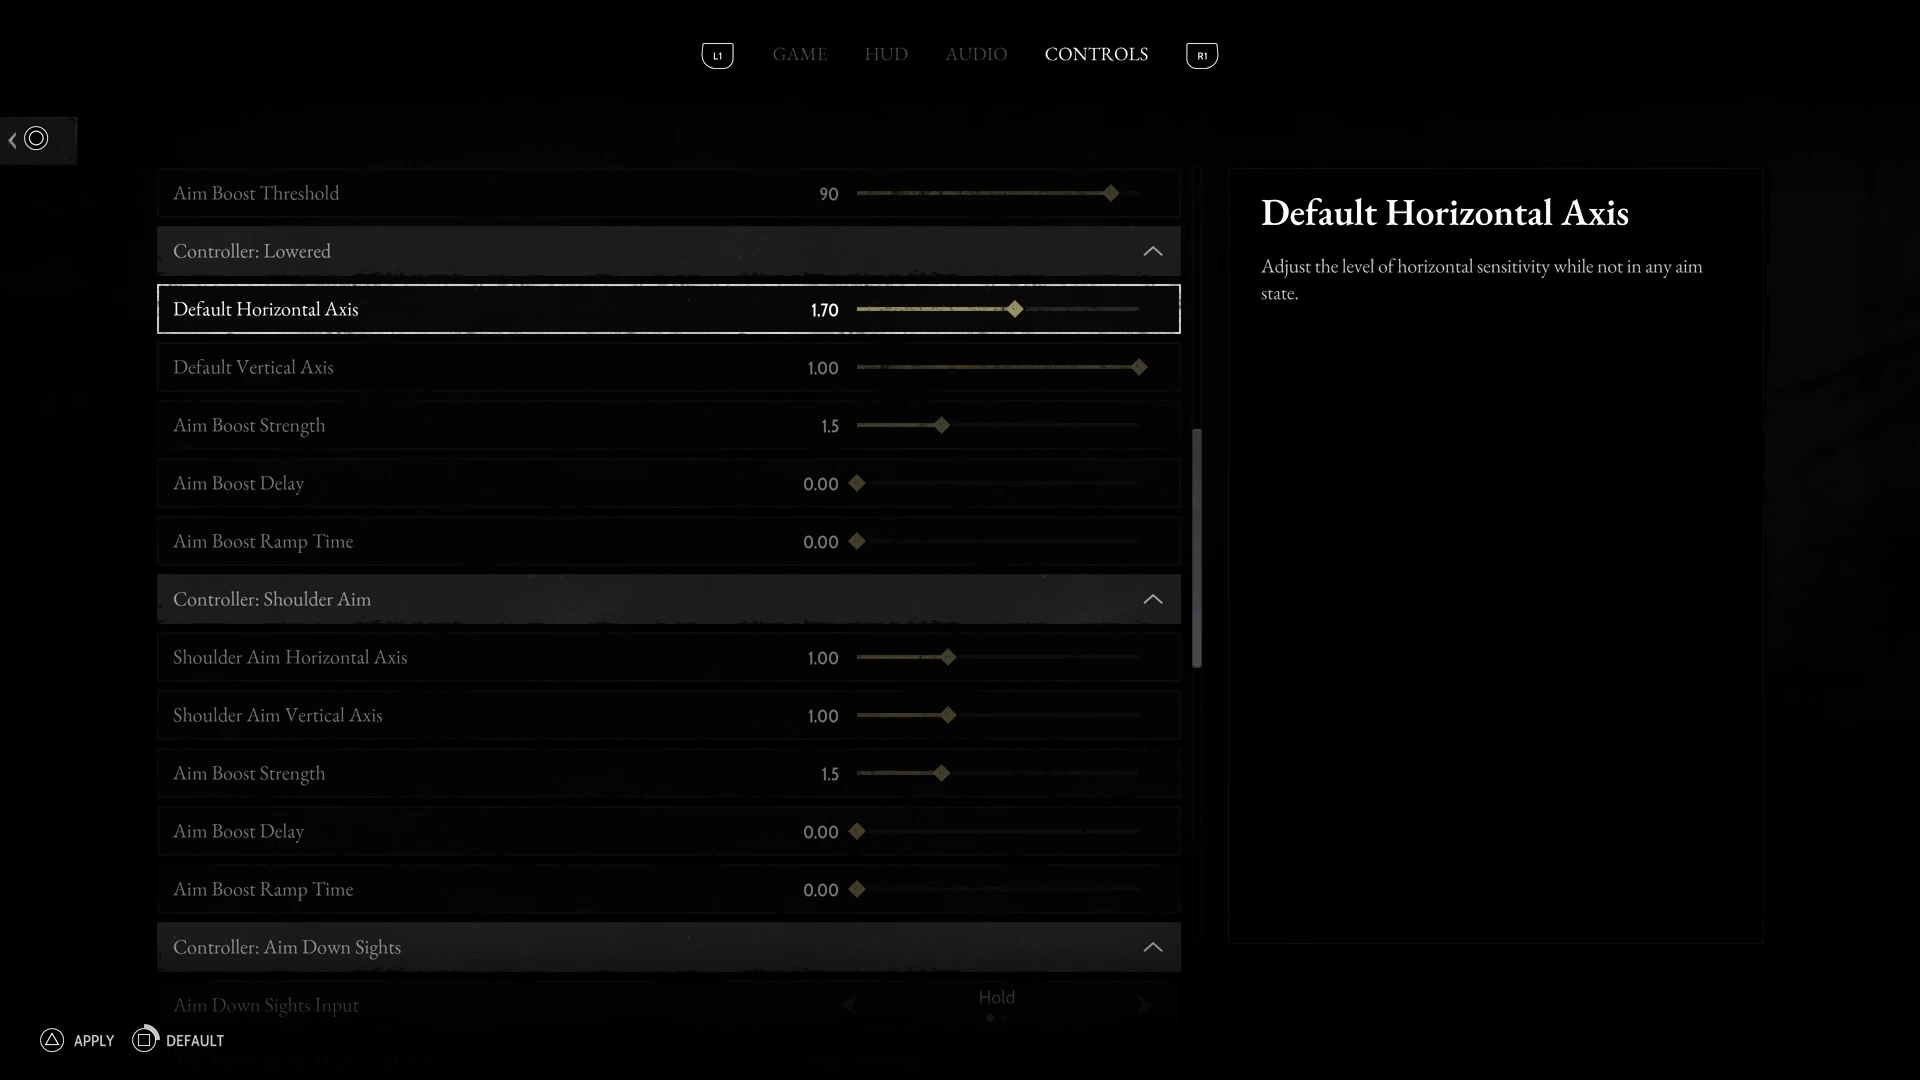 L1 GAME HUD AUDIO CONTROLS R1
Aim Boost Threshold 90
Controller: Lowered
Default Horizontal Axis 1.70
Default Vertical Axis 1.00
Aim Boost Strength 1.5
Aim Boost Delay 0.00
Aim Boost Ramp Time 0.00
Controller: Shoulder Aim
Shoulder Aim Horizontal Axis 1.00
Shoulder Aim Vertical Axis 1.00
Aim Boost Strength 1.5
Aim Boost Delay 0.00
Aim Boost Ramp Time 0.00
Controller: Aim Down Sights
Aim Down Sights Input Hold
Default Horizontal Axis
Adjust the level of horizontal sensitivity while not in any aim
state.
APPLY DEFAULT